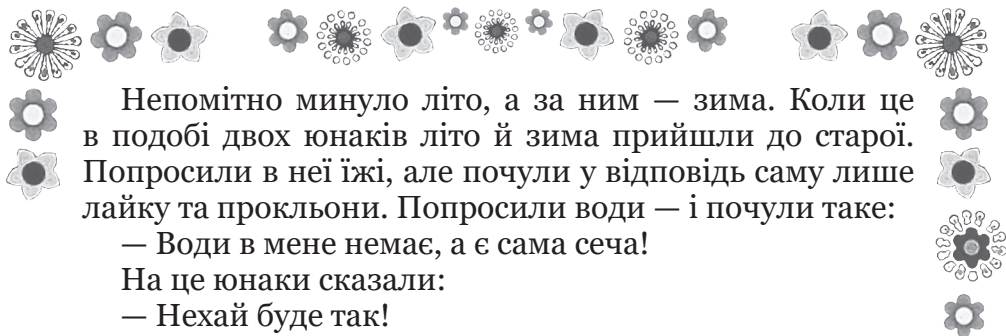 Непомітно минуло літо, а за ним — зима. Коли це
в подобі двох юнаків літо й зима прийшли до старої.
Попросили в неї їжі, але почули у відповідь саму лише
лайку та прокльони. Попросили води — і почули таке:
— Води в мене немає, а є сама сеча!
На це юнаки сказали:
— Нехай буде так!